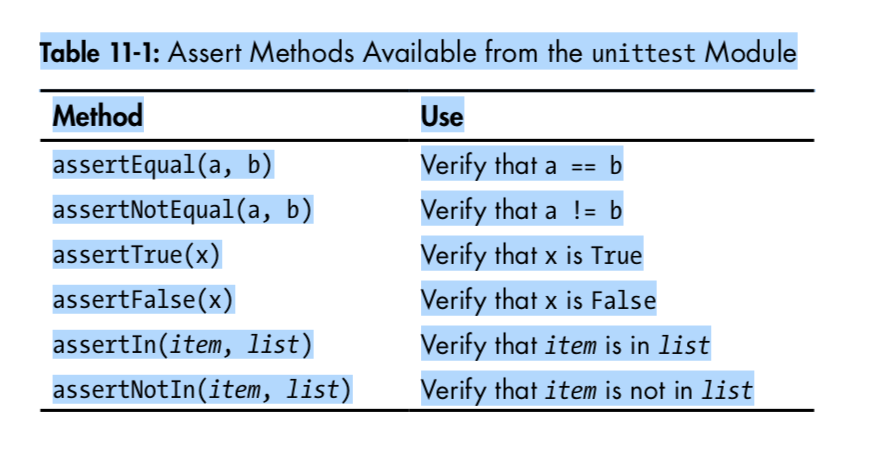 Table 11-1: Assert Methods Available from the unittest Module
Method Use
assertEqual(a, b) Verify that a == b
assertNotEqual(a, b) Verify that a != b
assertTrue(x) Verify that x is True
assertFalse(x) Verify that x is False
assertIn(item, list) Verify that item is in list
assertNotIn(item, list) Verify that item is not in list